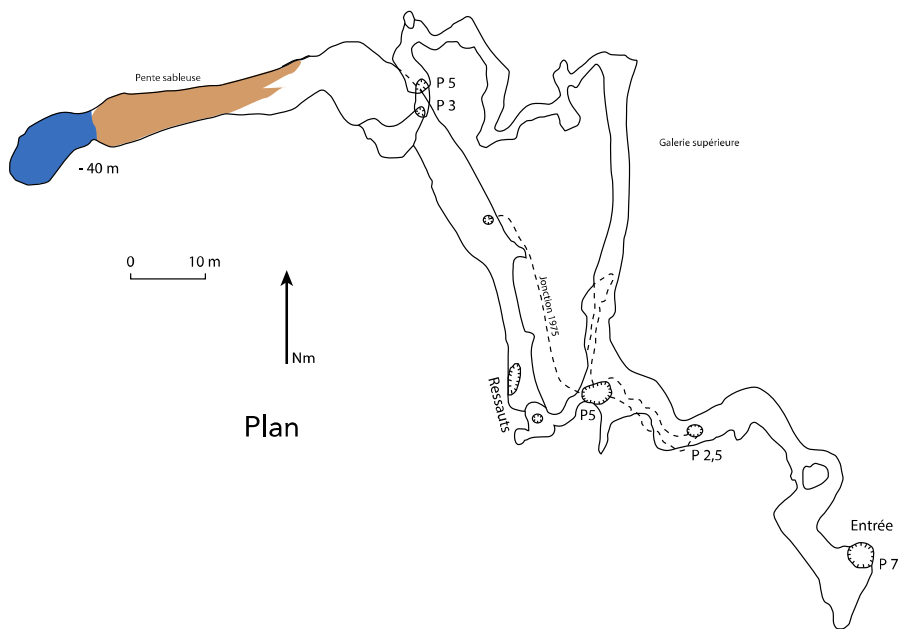 Pente sableuse
P 5
P 3
Galerie supérieure
- 40 m
0 10 m
Nm
Jonction 1975
Plan
Ressauts
P5
P 2,5
Entrée
P 7